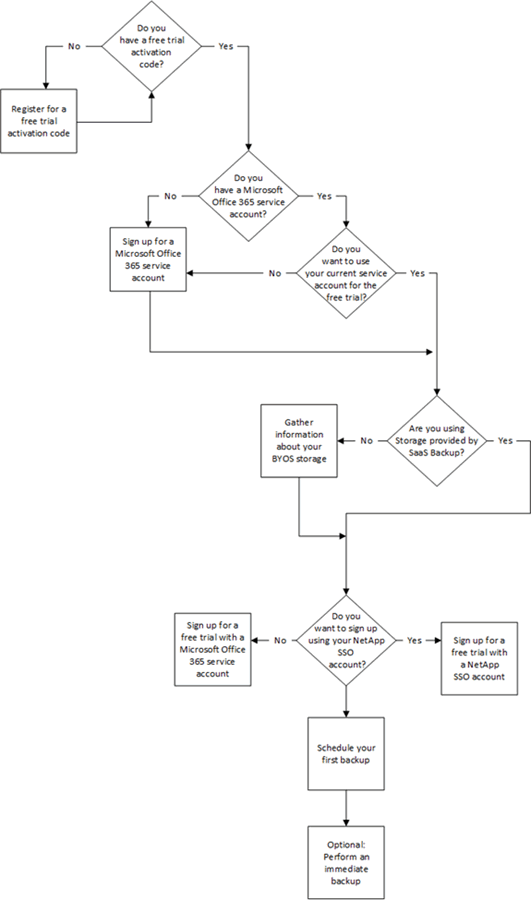 Do you
have a free trial
activation
code?
No
Yes
Register for a
free trial
activation code
Do you
have a Microsoft
Office 365 service
account?
No
Yes
Sign up for a
Microsoft Office
365 service
account
Do you
want to use
your current service
account for the
free trial?
No
Yes
Gather
information
about your
BYOS storage
Are you using
Storage provided by
SaaS Backup?
No
Yes
Sign up for a
free trial with a
Microsoft Office
365 service
account
No
Do you
want to sign up
using your NetApp
SSO
account?
Yes
Sign up for a
free trial with
a NetApp
SSO account
Schedule your
first backup
Optional:
Perform an
immediate
backup